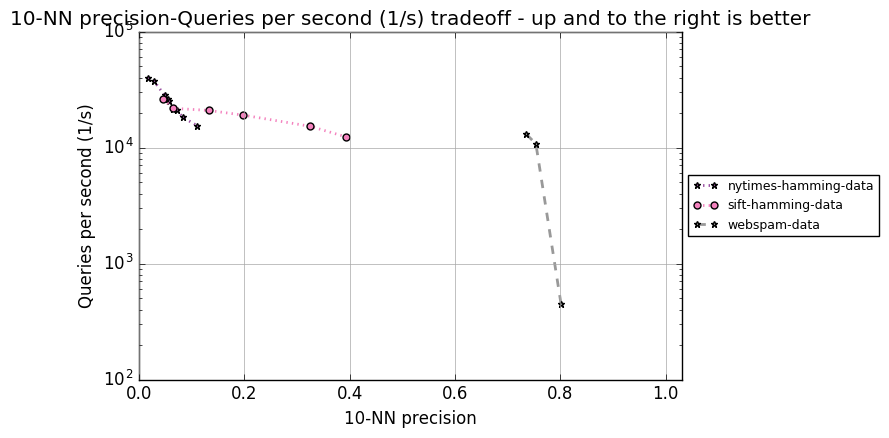 10-NN precision-Queries per second (1/s) tradeoff - up and to the right is better
10^5
10^4
10^3
10^2
Queries per second (1/s)
0.0 0.2 0.4 0.6 0.8 1.0
10-NN precision
nytimes-hamming-data
sift-hamming-data
webspam-data